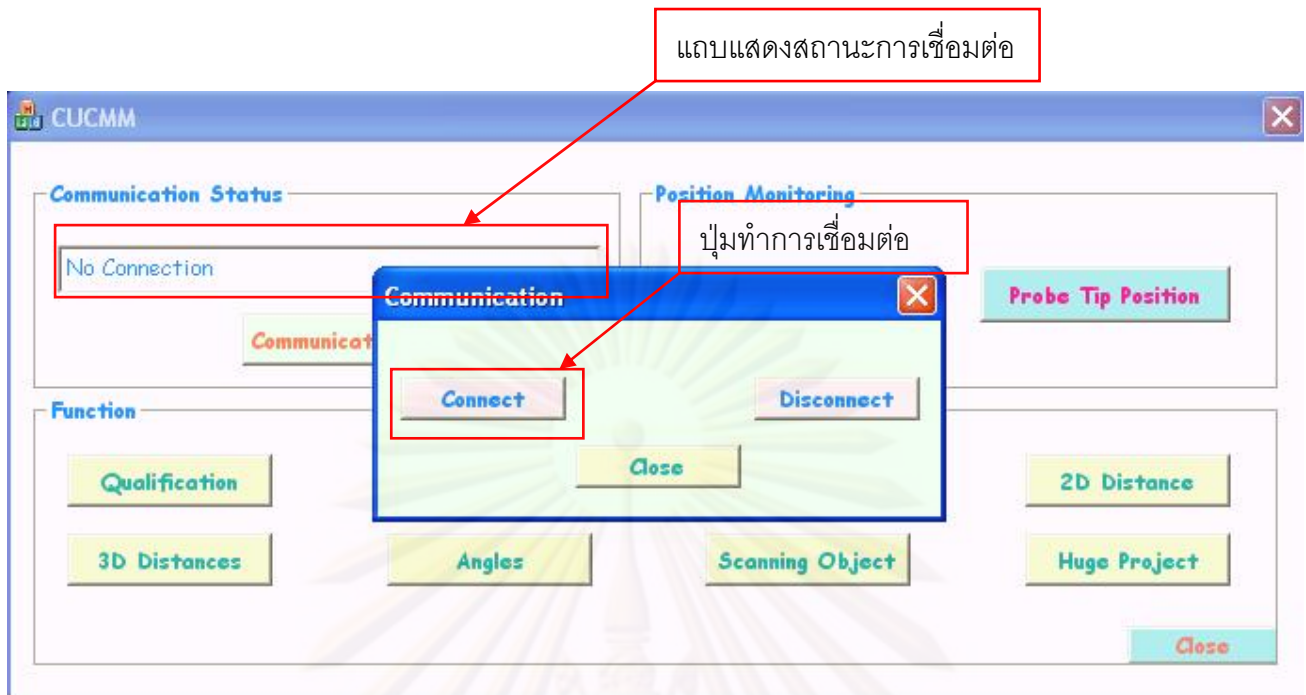 แถบแสดงสถานะการเชื่อมต่อ
CUCMM
Communication Status
Position Monitoring
ปุ่มทำการเชื่อมต่อ
No Connection
Communication
Probe Tip Position
Connect
Disconnect
Close
Function
Qualification
2D Distance
3D Distances
Angles
Scanning Object
Huge Project
Close